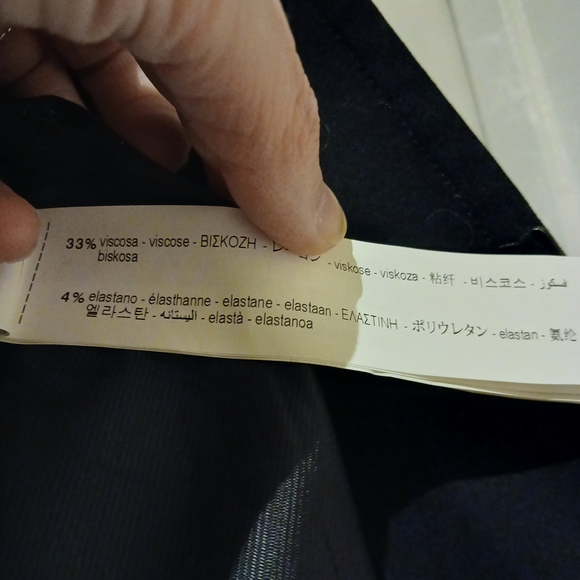 33% viscosa - viscose - ΒΙΣΚΟΖΗ - - viskose - viskoza - 粘纤 - 비스코스 - فسكوز
biskosa
4% elastano - élasthanne - elastane - elastaan - ΕΛΑΣΤΙΝΗ - ポリウレタン - elastan - 氨纶
엘라스탄 - اليستانه - elastà - elastanoa